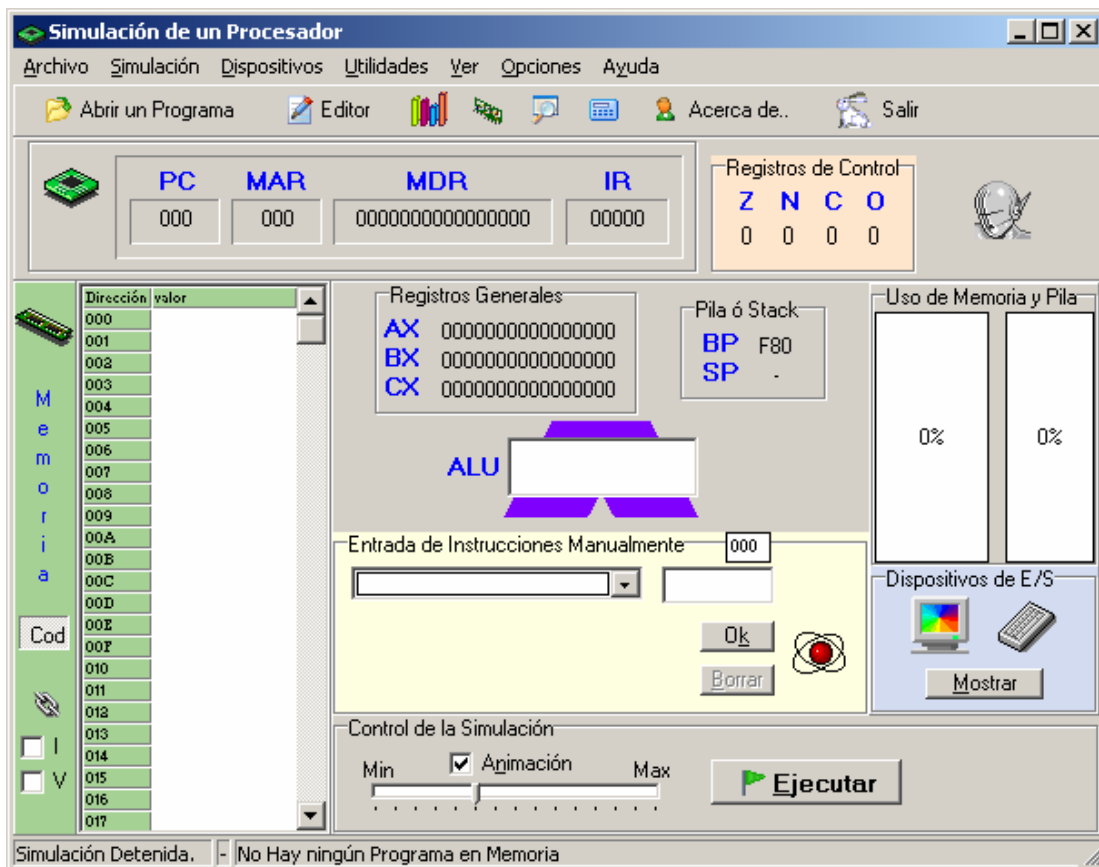 Simulación de un Procesador
Archivo Simulación Dispositivos Utilidades Ver Opciones Ayuda
Abrir un Programa Editor Acerca de.. Salir
PC MAR MDR IR
000 000 0000000000000000 00000
Registros de Control
Z N C O
0 0 0 0
Memoria
Cod
I
V
Dirección valor
000
001
002
003
004
005
006
007
008
009
00A
00B
00C
00D
00E
00F
010
011
012
013
014
015
016
017
Registros Generales
AX 0000000000000000
BX 0000000000000000
CX 0000000000000000
Pila ó Stack
BP F80
SP -
ALU
Uso de Memoria y Pila
0% 0%
Entrada de Instrucciones Manualmente 000
Ok
Borrar
Dispositivos de E/S
Mostrar
Control de la Simulación
Min Animación Max
Ejecutar
Simulación Detenida. - No Hay ningún Programa en Memoria